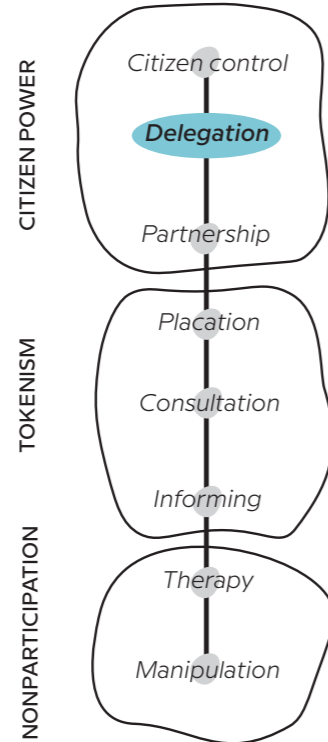 CITIZEN POWER
Citizen control
Delegation
Partnership
TOKENISM
Placation
Consultation
Informing
NONPARTICIPATION
Therapy
Manipulation